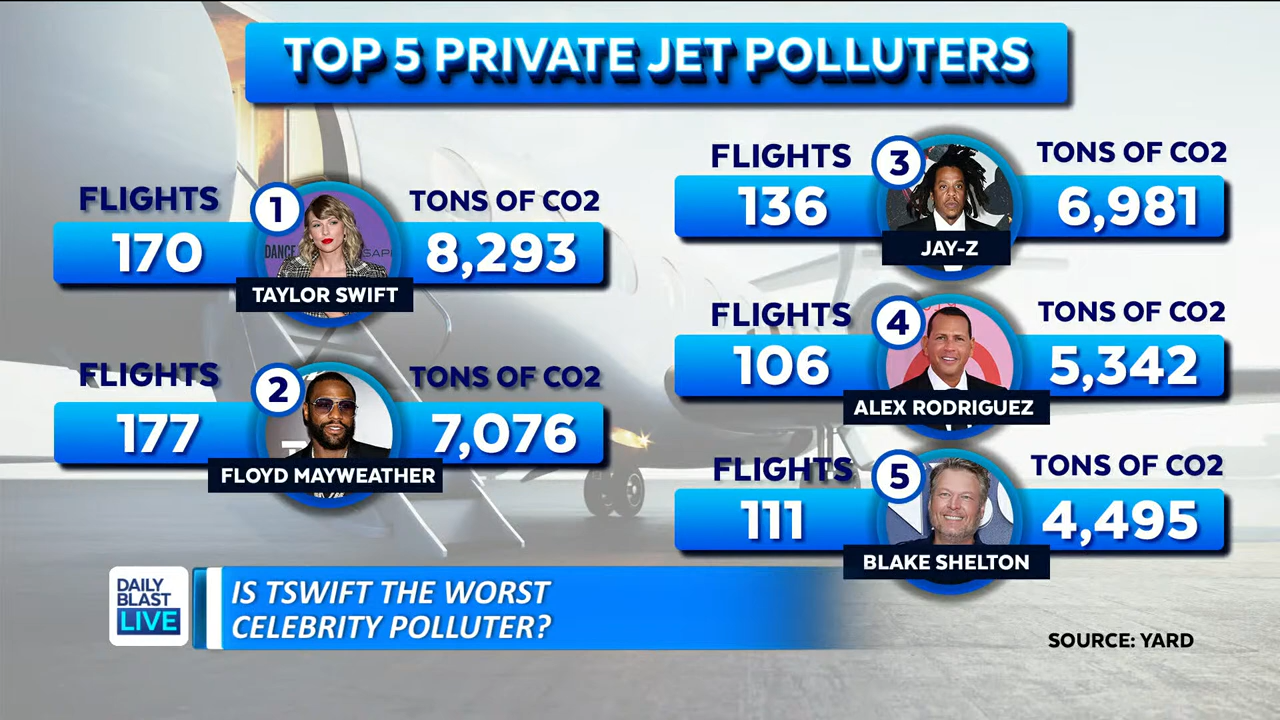 TOP 5 PRIVATE JET POLLUTERS
FLIGHTS
1
TONS OF CO2
170
8,293
DANCE
TAYLOR SWIFT
FLIGHTS
2
TONS OF CO2
177
7,076
FLOYD MAYWEATHER
FLIGHTS
3
TONS OF CO2
136
6,981
JAY-Z
FLIGHTS
4
TONS OF CO2
106
5,342
ALEX RODRIGUEZ
FLIGHTS
5
TONS OF CO2
111
4,495
BLAKE SHELTON
DAILY
BLAST
LIVE
IS TSWIFT THE WORST
CELEBRITY POLLUTER?
SOURCE: YARD